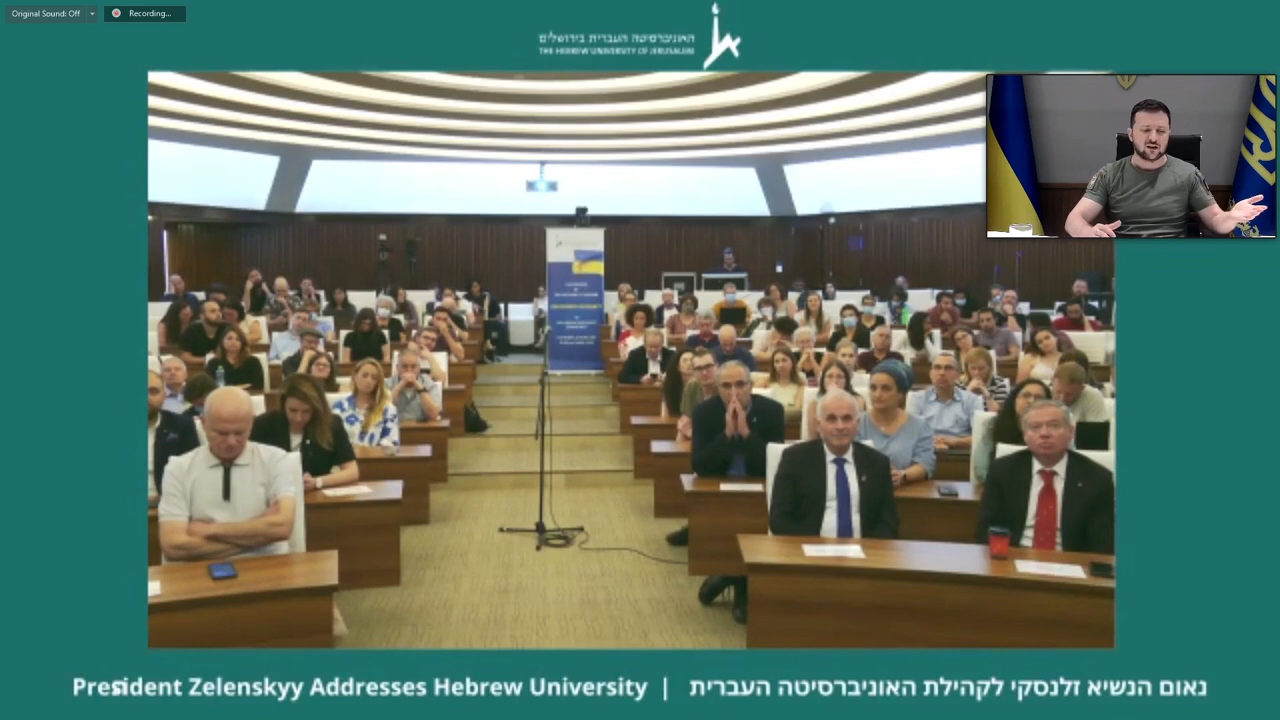 Original Sound: Off
Recording...
האוניברסיטה העברית בירושלים
THE HEBREW UNIVERSITY OF JERUSALEM
President Zelenskyy Addresses Hebrew University | נאום הנשיא זלנסקי לקהילת האוניברסיטה העברית